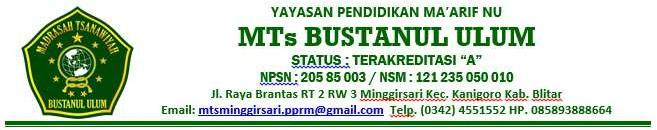 MADRASAH TSANAWIYAH
BUSTANUL ULUM
YAYASAN PENDIDIKAN MA'ARIF NU
MTs BUSTANUL ULUM
STATUS : TERAKREDITASI “A”
NPSN : 205 85 003 / NSM : 121 235 050 010
Jl. Raya Brantas RT 2 RW 3 Minggirsari Kec. Kanigoro Kab. Blitar
Email: mtsminggirsari.pprm@gmail.com Telp. (0342) 4551552 HP. 085893888664